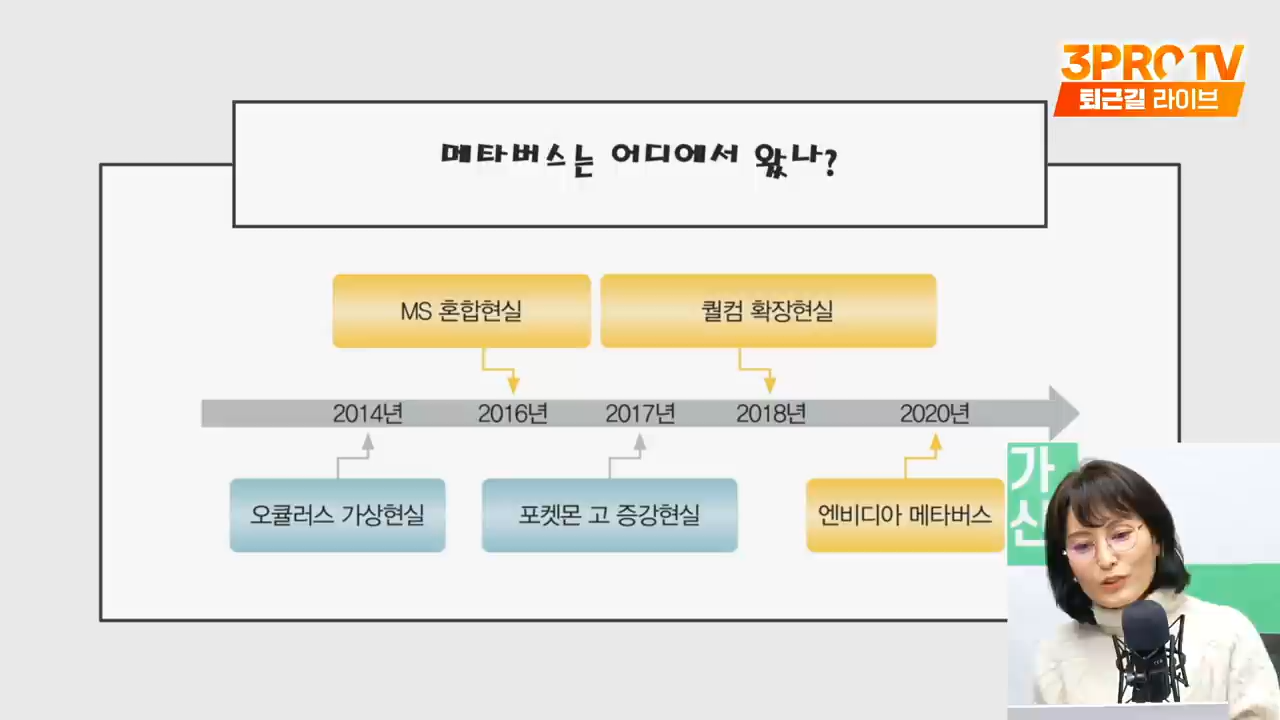 3PRO TV
퇴근길 라이브
메타버스는 어디에서 왔나?
MS 혼합현실
퀄컴 확장현실
2014년
2016년
2017년
2018년
2020년
오큘러스 가상현실
포켓몬 고 증강현실
엔비디아 메타버스
가
신